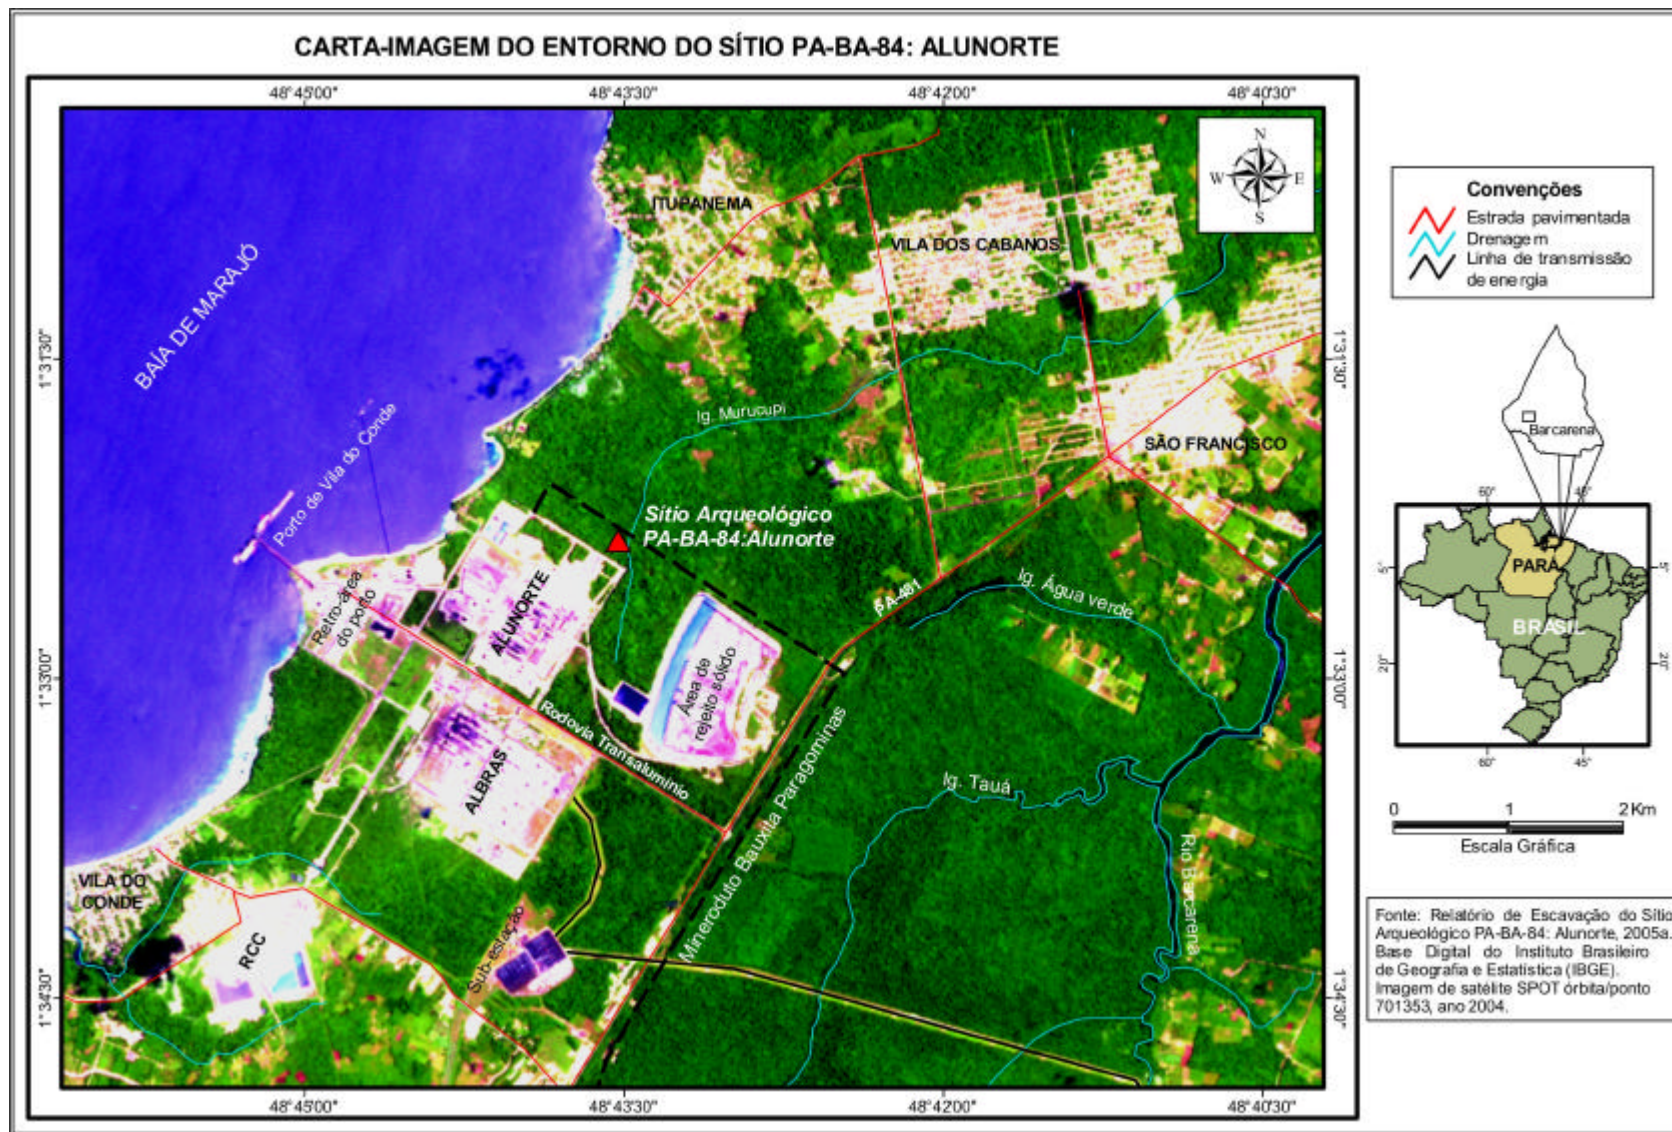 CARTA-IMAGEM DO ENTORNO DO SÍTIO PA-BA-84: ALUNORTE
48°45'00"
48°43'30"
48°42'00"
48°40'30"
N
W
E
S
ITUPANEMA
VILA DOS CABANOS
BAÍA DE MARAJÓ
1°31'30"
1°31'30"
Ig. Murucupi
Porto de Vila do Conde
SÃO FRANCISCO
Sítio Arqueológico
PA-BA-84:Alunorte
Retro-área
do porto
ALUNORTE
PA-481
Ig. Água verde
Área de
rejeito sólido
1°33'00"
1°33'00"
Rodovia Transalumínio
ALBRAS
Mineroduto Bauxita Paragominas
Ig. Tauá
Rio Barcarena
VILA DO
CONDE
RCC
Sub-estação
1°34'30"
1°34'30"
48°45'00"
48°43'30"
48°42'00"
48°40'30"
Convenções
Estrada pavimentada
Drenagem
Linha de transmissão
de energia
Barcarena
60°
45°
5°
5°
PARÁ
BRASIL
20°
20°
60°
45°
0 1 2 Km
Escala Gráfica
Fonte: Relatório de Escavação do Sítio
Arqueológico PA-BA-84: Alunorte, 2005a.
Base Digital do Instituto Brasileiro
de Geografia e Estatística (IBGE).
Imagem de satélite SPOT órbita/ponto
701353, ano 2004.